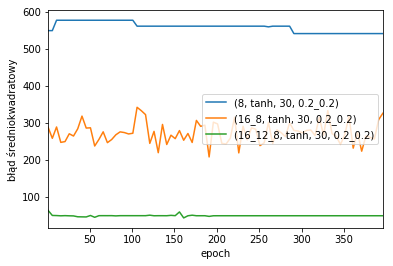 600
500
400
300
200
100
błąd średniokwadratowy
(8, tanh, 30, 0.2_0.2)
(16_8, tanh, 30, 0.2_0.2)
(16_12_8, tanh, 30, 0.2_0.2)
50 100 150 200 250 300 350
epoch